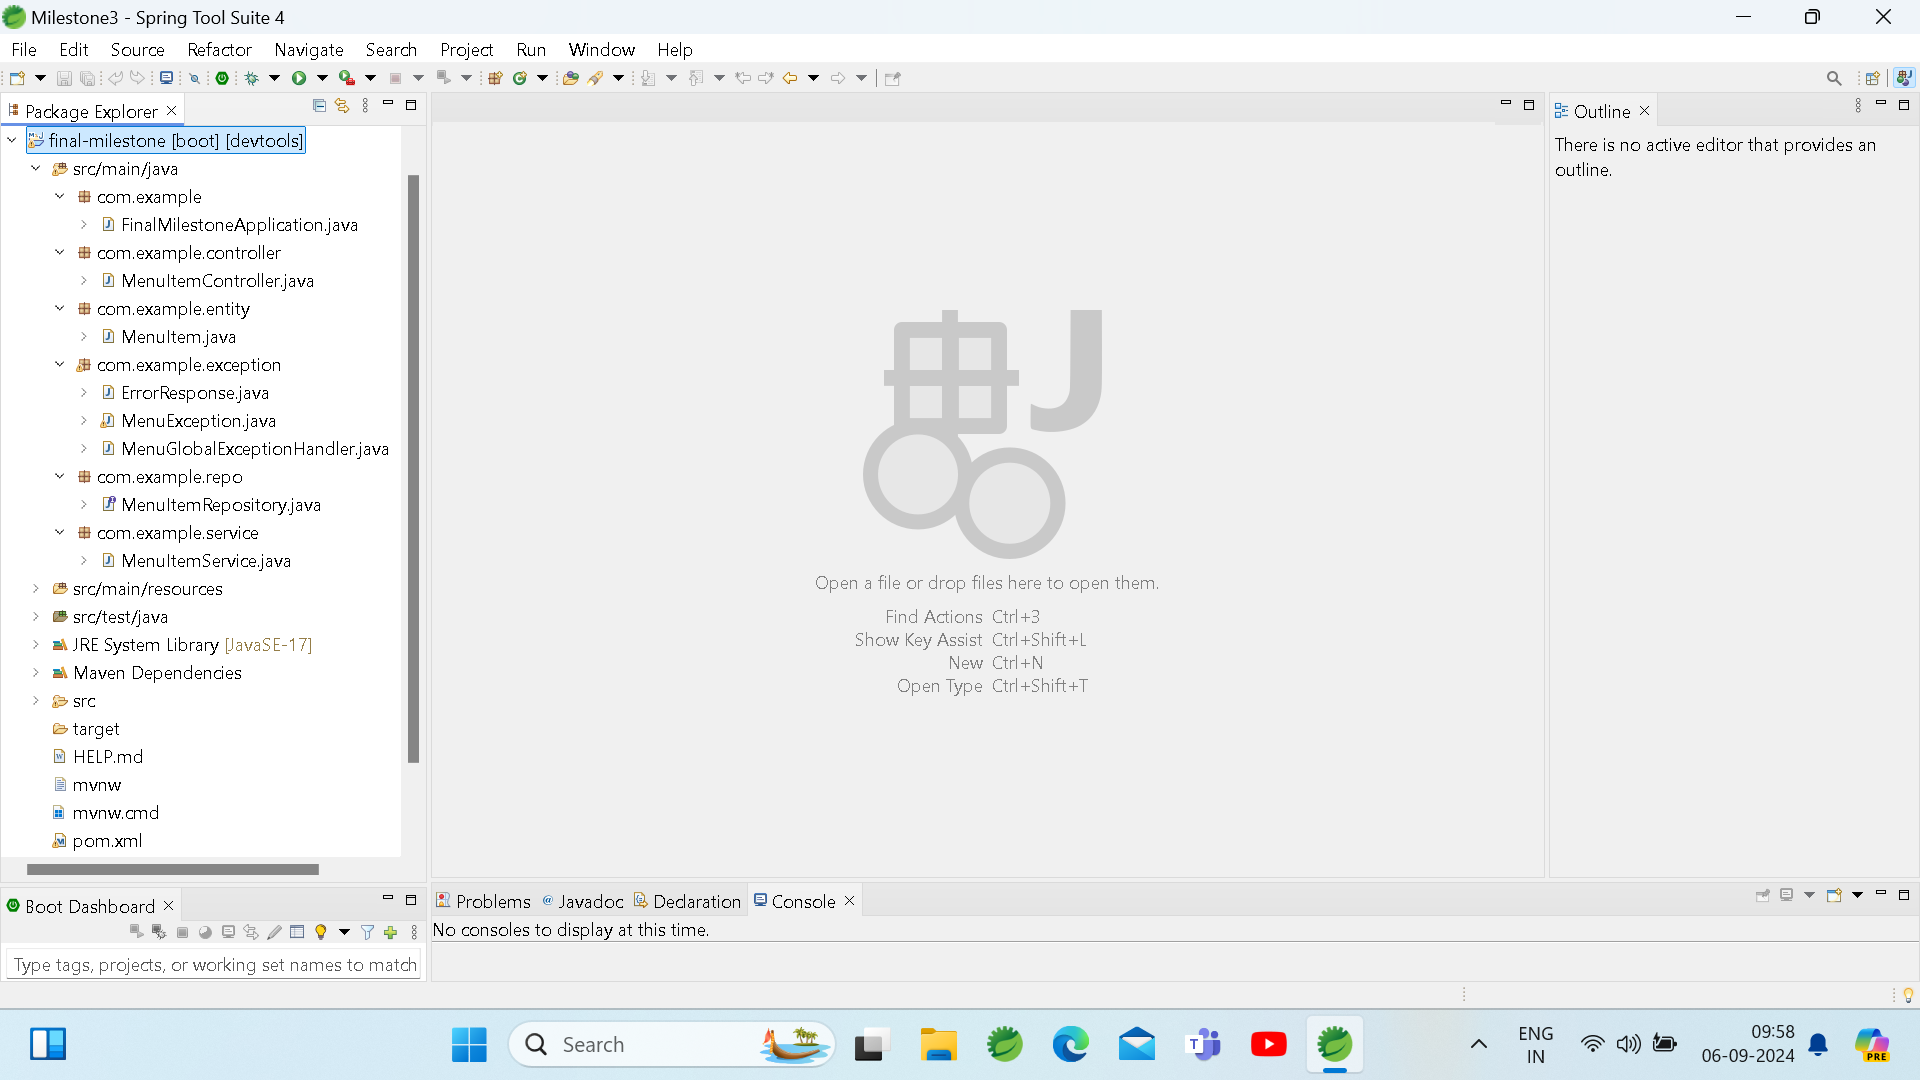 Milestone3 - Spring Tool Suite 4
File Edit Source Refactor Navigate Search Project Run Window Help
Package Explorer
final-milestone [boot] [devtools]
src/main/java
com.example
FinalMilestoneApplication.java
com.example.controller
MenuItemController.java
com.example.entity
MenuItem.java
com.example.exception
ErrorResponse.java
MenuException.java
MenuGlobalExceptionHandler.java
com.example.repo
MenuItemRepository.java
com.example.service
MenuItemService.java
src/main/resources
src/test/java
JRE System Library [JavaSE-17]
Maven Dependencies
src
target
HELP.md
mvnw
mvnw.cmd
pom.xml
Open a file or drop files here to open them.
Find Actions Ctrl+3
Show Key Assist Ctrl+Shift+L
New Ctrl+N
Open Type Ctrl+Shift+T
Outline
There is no active editor that provides an
outline.
Boot Dashboard
Type tags, projects, or working set names to match
Problems Javadoc Declaration Console
No consoles to display at this time.
Search
ENG
IN
09:58
06-09-2024
PRE